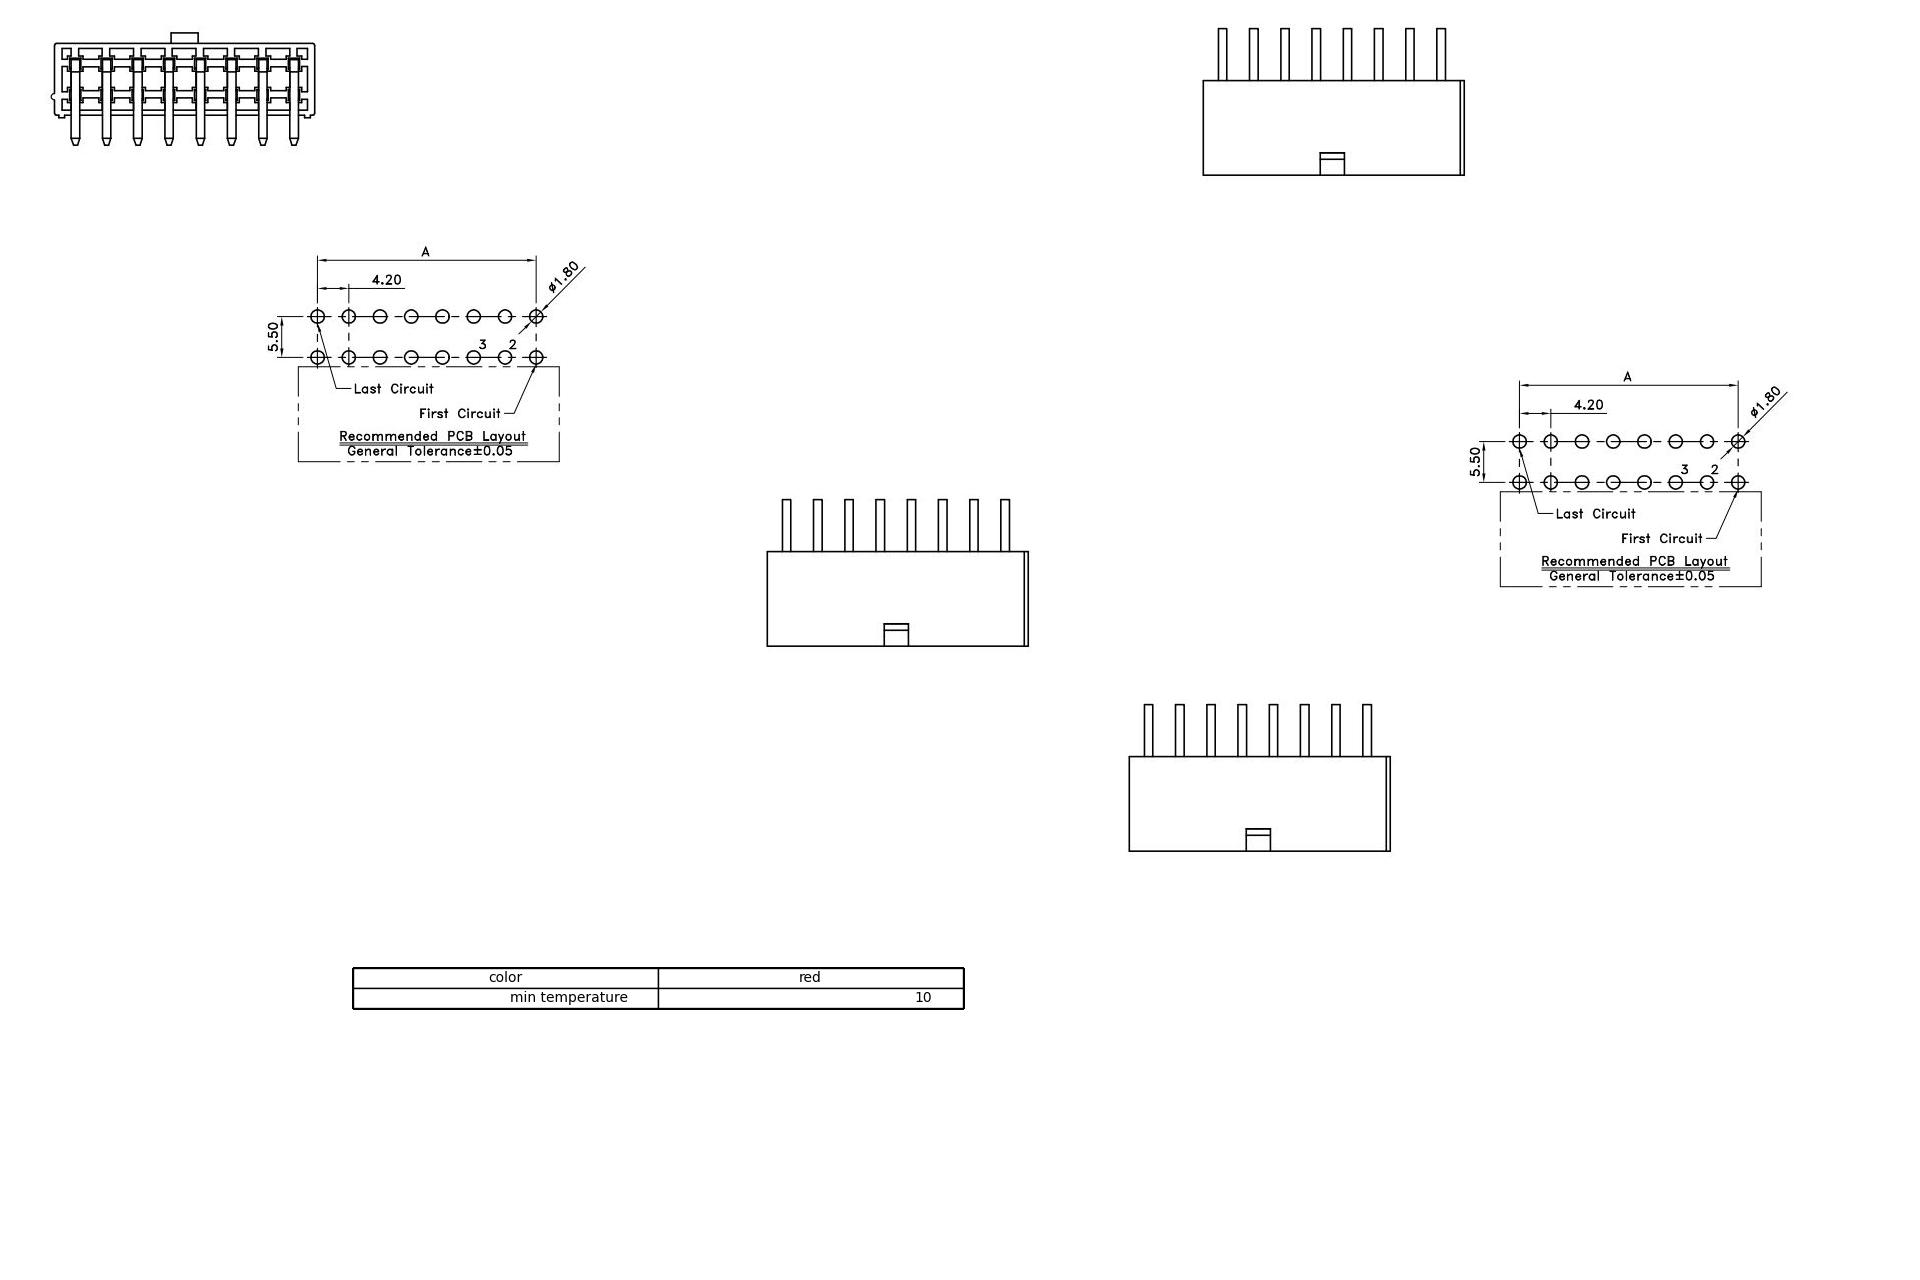 A
4.20
ø1.80
5.50
3 2
Last Circuit
First Circuit
Recommended PCB Layout
General Tolerance±0.05
A
4.20
ø1.80
5.50
3 2
Last Circuit
First Circuit
Recommended PCB Layout
General Tolerance±0.05
color red
min temperature 10